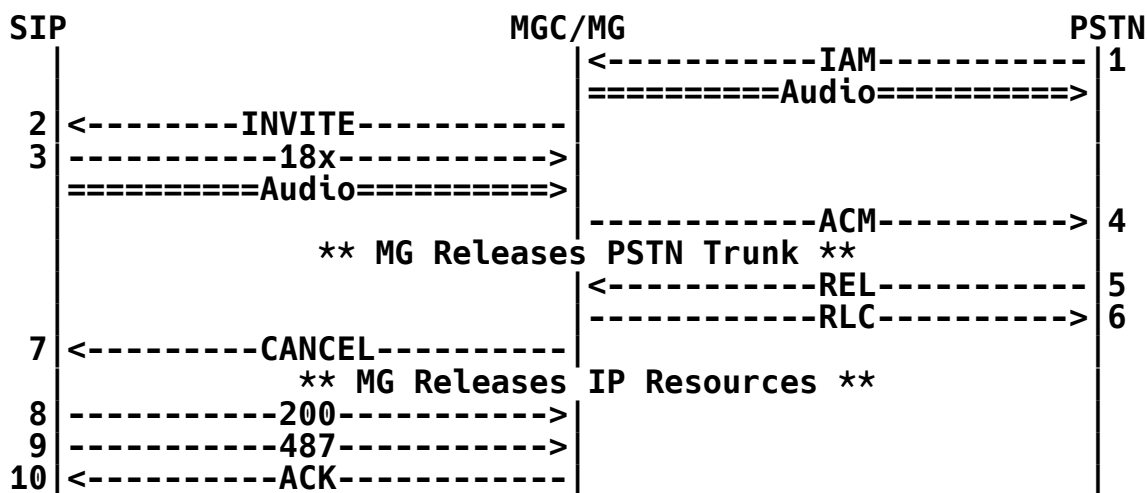 SIP MGC/MG PSTN
<-----------IAM-----------|1
==========Audio==========>
2|<--------INVITE-----------
3|-----------18x----------->
==========Audio==========>
------------ACM---------->|4
** MG Releases PSTN Trunk **
<-----------REL-----------|5
------------RLC---------->|6
7|<---------CANCEL----------
** MG Releases IP Resources **
8|-----------200----------->
9|-----------487----------->
10|<----------ACK------------